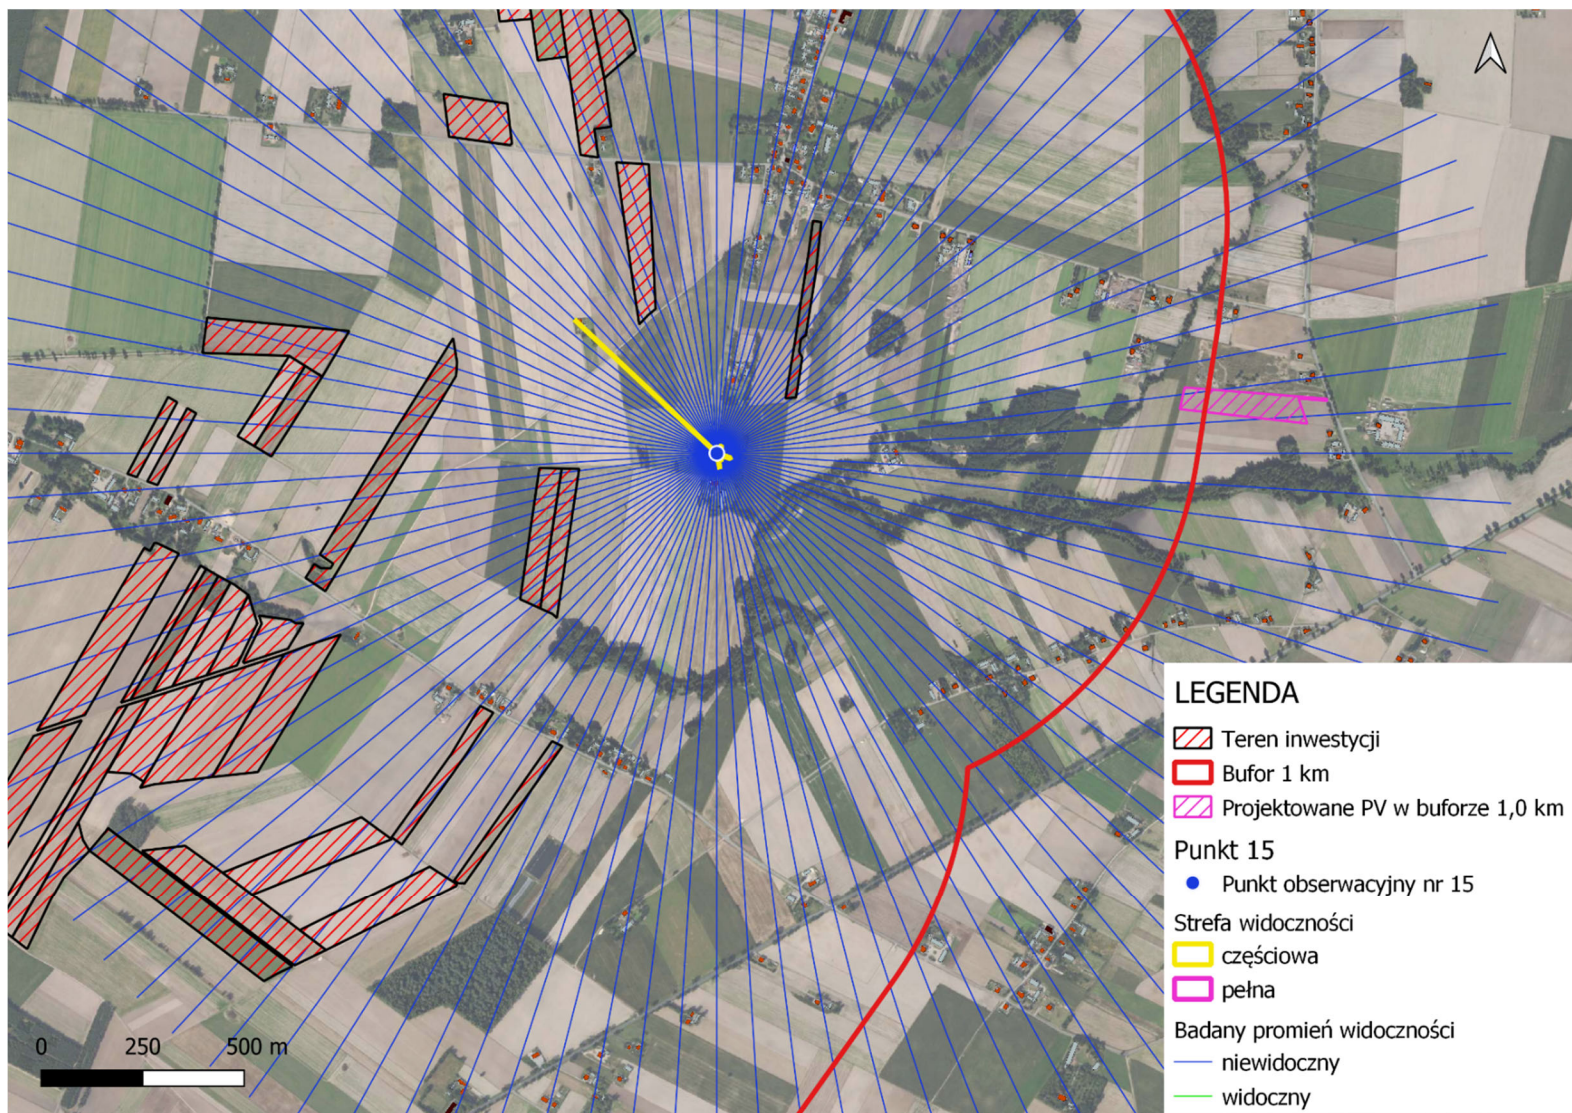 LEGENDA
Teren inwestycji
Bufor 1 km
Projektowane PV w buforze 1,0 km
Punkt 15
Punkt obserwacyjny nr 15
Strefa widoczności
częściowa
pełna
Badany promień widoczności
niewidoczny
widoczny
0 250 500 m